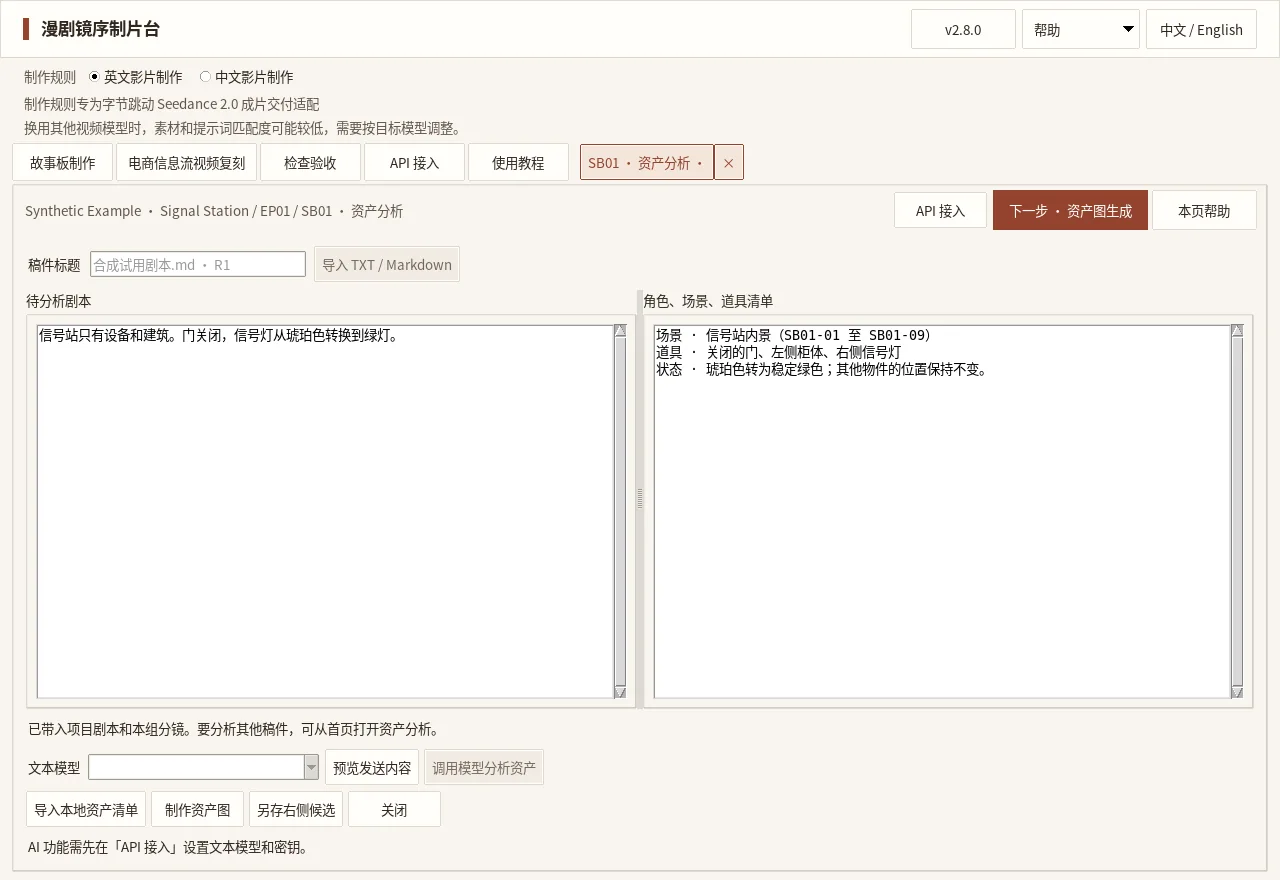 漫剧镜序制片台
v2.8.0
帮助
中文 / English
制作规则
英文影片制作
中文影片制作
制作规则专为字节跳动 Seedance 2.0 成片交付适配
换用其他视频模型时，素材和提示词匹配度可能较低，需要按目标模型调整。
故事板制作
电商信息流视频复刻
检查验收
API 接入
使用教程
SB01 · 资产分析 ·
×
Synthetic Example · Signal Station / EP01 / SB01 · 资产分析
API 接入
下一步 · 资产图生成
本页帮助
稿件标题
合成试用剧本.md · R1
导入 TXT / Markdown
待分析剧本
角色、场景、道具清单
信号站只有设备和建筑。门关闭，信号灯从琥珀色转换到绿灯。
场景 · 信号站内景（SB01-01 至 SB01-09）
道具 · 关闭的门、左侧柜体、右侧信号灯
状态 · 琥珀色转为稳定绿色；其他物件的位置保持不变。
已带入项目剧本和本组分镜。要分析其他稿件，可从首页打开资产分析。
文本模型
预览发送内容
调用模型分析资产
导入本地资产清单
制作资产图
另存右侧候选
关闭
AI 功能需先在「API 接入」设置文本模型和密钥。